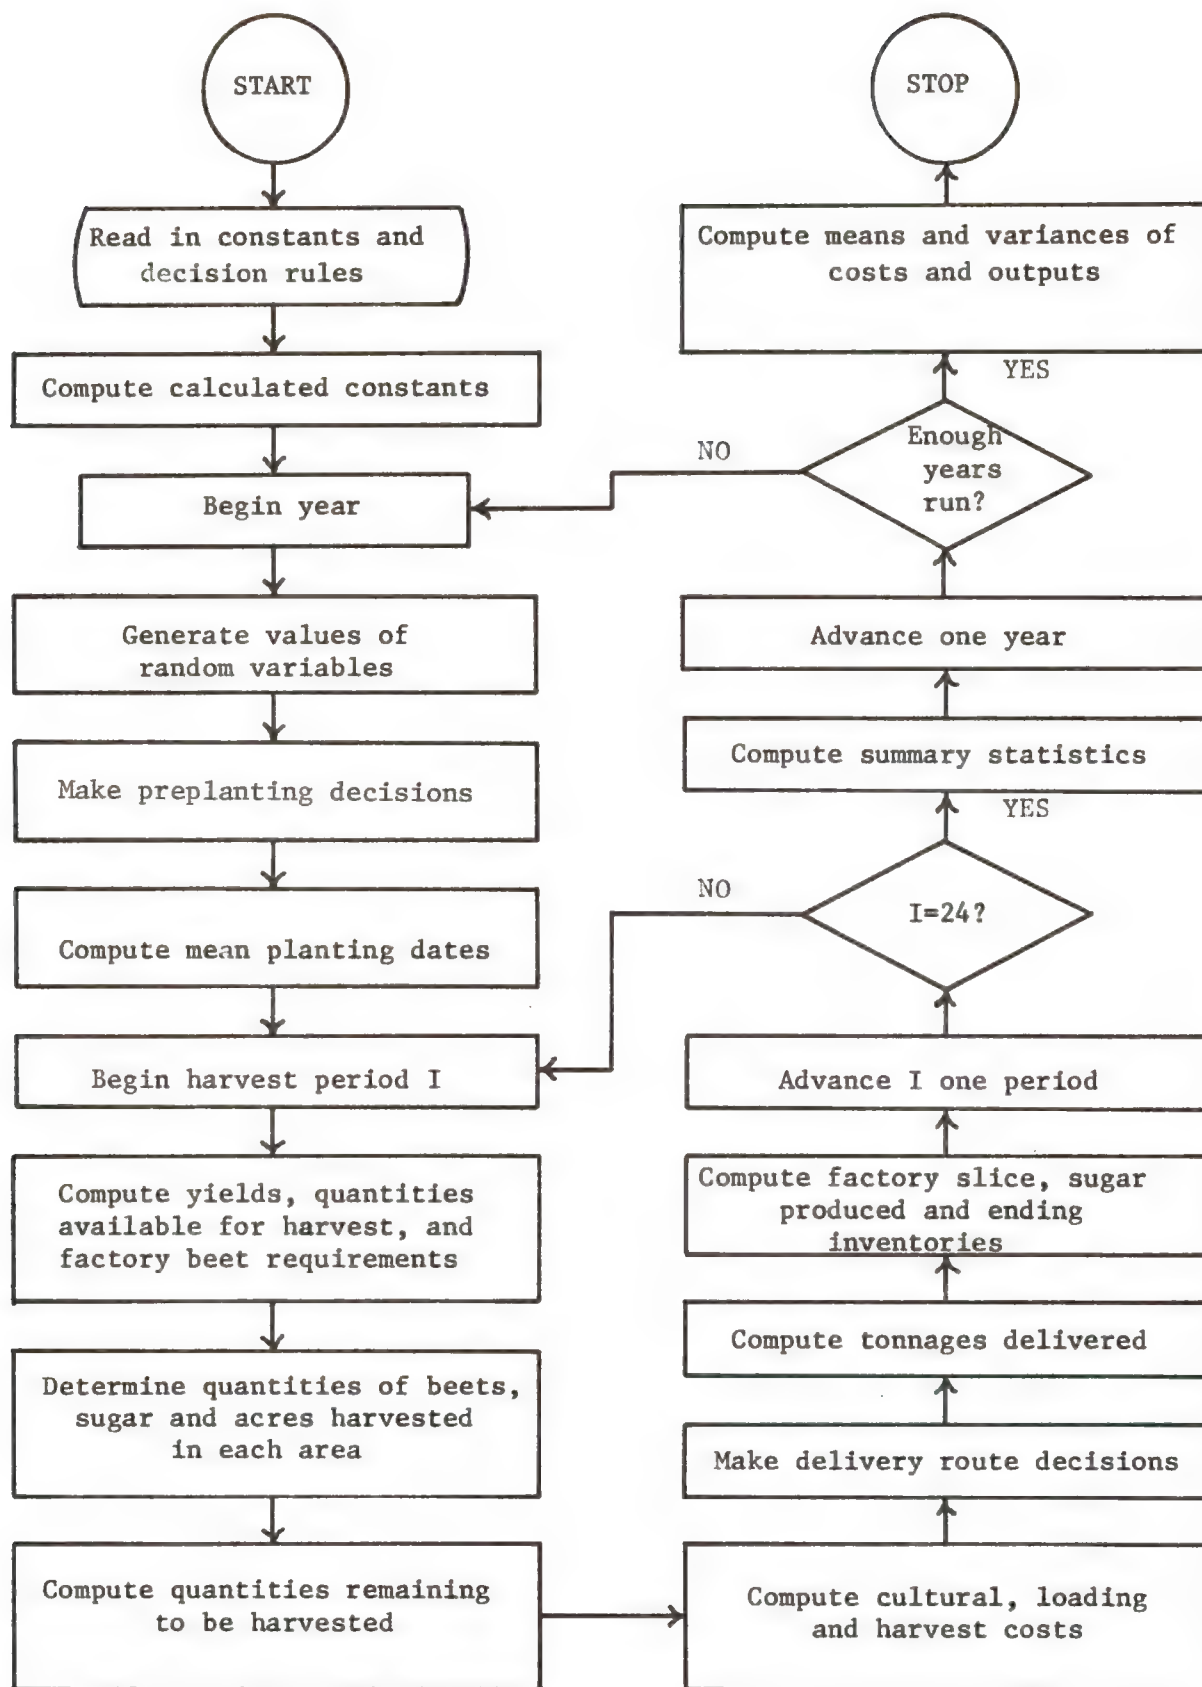 START
Read in constants and
decision rules
Compute calculated constants
Begin year
Generate values of
random variables
Make preplanting decisions
Compute mean planting dates
Begin harvest period I
Compute yields, quantities
available for harvest, and
factory beet requirements
Determine quantities of beets,
sugar and acres harvested
in each area
Compute quantities remaining
to be harvested
Compute cultural, loading
and harvest costs
Make delivery route decisions
Compute tonnages delivered
Compute factory slice, sugar
produced and ending
inventories
Advance I one period
I=24?
NO
YES
Compute summary statistics
Advance one year
Enough
years
run?
NO
YES
Compute means and variances of
costs and outputs
STOP